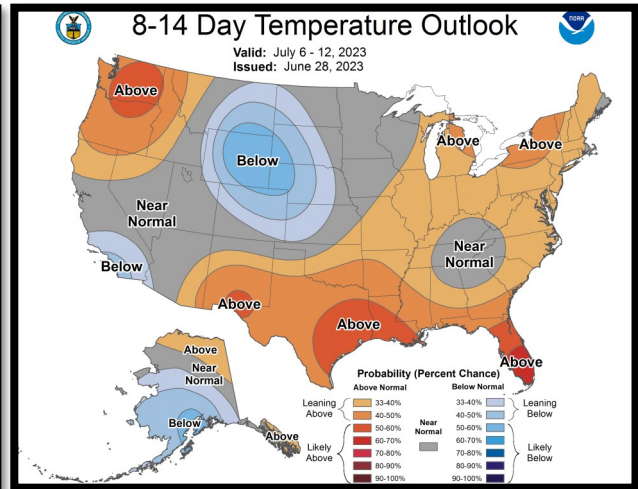 8-14 Day Temperature Outlook
NOAA
Valid: July 6 - 12, 2023
Issued: June 28, 2023
Above
Below
Above
Above
Near
Normal
Near
Normal
Below
Above
Above
Above
Above
Near
Normal
Below
Above
Probability (Percent Chance)
Above Normal Below Normal
Leaning
Above
33-40% 33-40%
40-50% 40-50%
Leaning
Below
Likely
Above
50-60% 50-60%
60-70% 60-70%
70-80% 70-80%
80-90% 80-90%
90-100% 90-100%
Near
Normal
Likely
Below